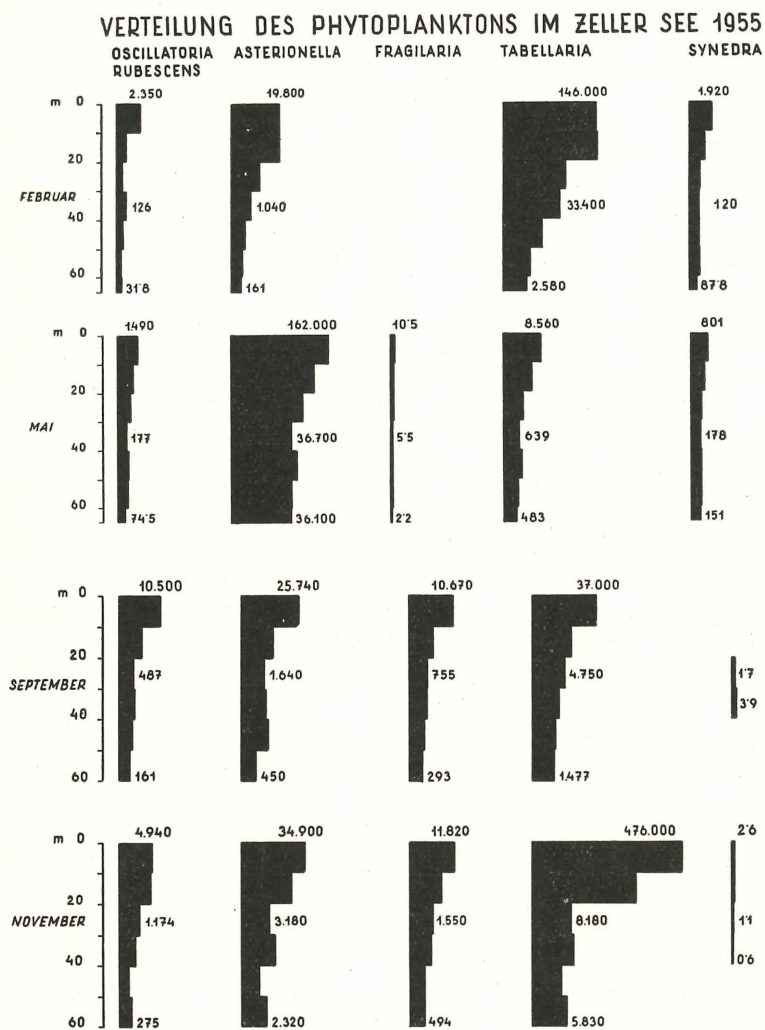 VERTEILUNG DES PHYTOPLANKTONS IM ZELLER SEE 1955
OSCILLATORIA RUBESCENS ASTERIONELLA FRAGILARIA TABELLARIA SYNEDRA
m 0 2.350 19.800 146.000 1.920
20
FEBRUAR 126 1.040 33.400 120
40
60
31'8 161 2.580 87'8
m 0 1.490 162.000 10'5 8.560 801
20
MAI 177 36.700 5'5 639 178
40
60
74'5 36.100 2'2 483 151
m 0 10.500 25.740 10.670 37.000
20
SEPTEMBER 487 1.640 755 4.750 1'7
40 3'9
60 161 450 293 1.477
m 0 4.940 34.900 11.820 476.000 2'6
20
NOVEMBER 1.174 3.180 1.550 8.180 1'1
40 0'6
60 275 2.320 494 5.830